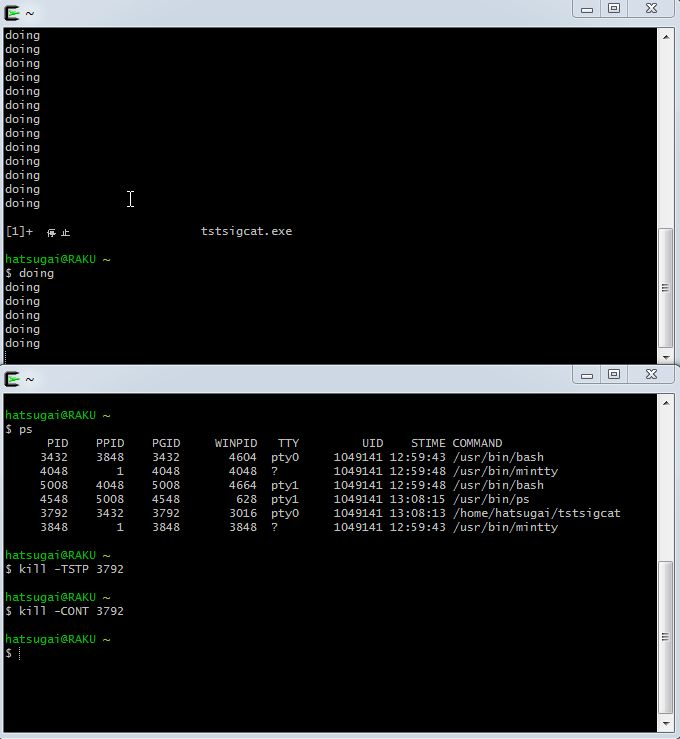 ~
doing
doing
doing
doing
doing
doing
doing
doing
doing
doing
doing
doing
doing
[1]+  停止                  tstsigcat.exe
hatsugai@RAKU ~
$ doing
doing
doing
doing
doing
doing
~
hatsugai@RAKU ~
$ ps
      PID    PPID    PGID     WINPID   TTY         UID    STIME COMMAND
     3432    3848    3432       4604  pty0     1049141 12:59:43 /usr/bin/bash
     4048       1    4048       4048  ?        1049141 12:59:48 /usr/bin/mintty
     5008    4048    5008       4664  pty1     1049141 12:59:48 /usr/bin/bash
     4548    5008    4548        628  pty1     1049141 13:08:15 /usr/bin/ps
     3792    3432    3792       3016  pty0     1049141 13:08:13 /home/hatsugai/tstsigcat
     3848       1    3848       3848  ?        1049141 12:59:43 /usr/bin/mintty
hatsugai@RAKU ~
$ kill -TSTP 3792
hatsugai@RAKU ~
$ kill -CONT 3792
hatsugai@RAKU ~
$